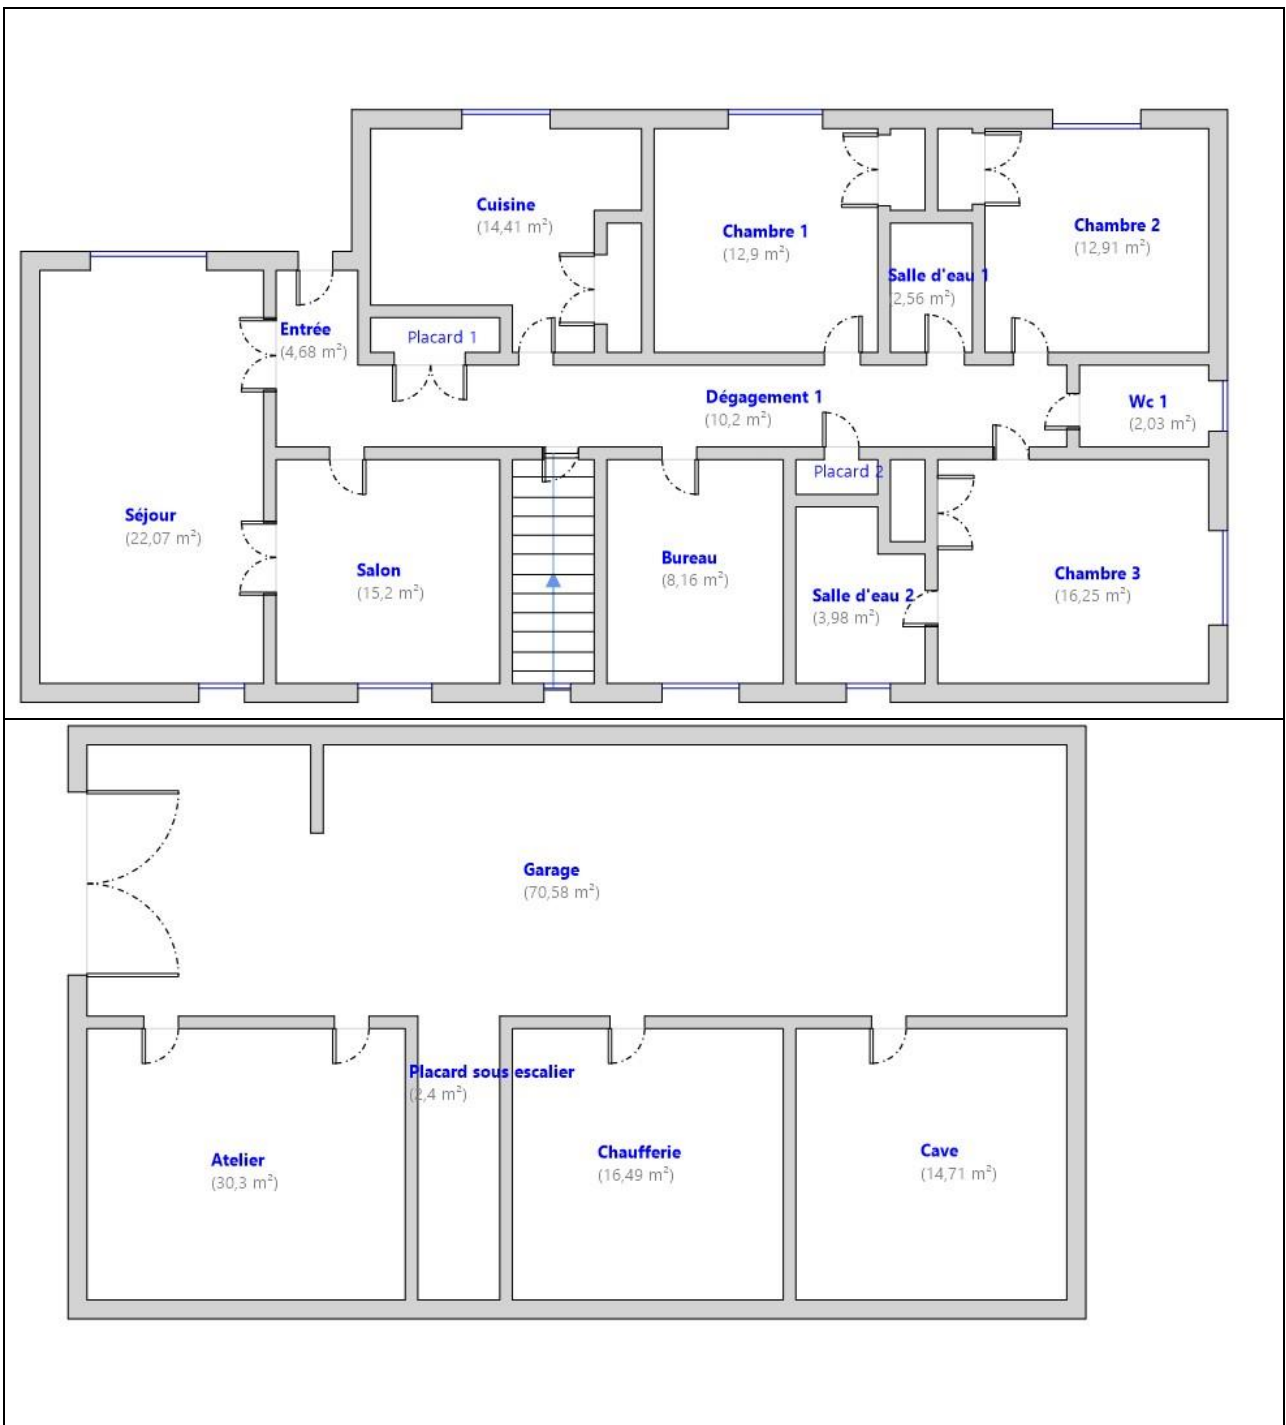 Cuisine
(14,41 m²)
Chambre 1
(12,9 m²)
Chambre 2
(12,91 m²)
Salle d'eau 1
(2,56 m²)
Entrée
(4,68 m²)
Placard 1
Dégagement 1
(10,2 m²)
Wc 1
(2,03 m²)
Placard 2
Séjour
(22,07 m²)
Salon
(15,2 m²)
Bureau
(8,16 m²)
Salle d'eau 2
(3,98 m²)
Chambre 3
(16,25 m²)
Garage
(70,58 m²)
Placard sous escalier
(2,4 m²)
Atelier
(30,3 m²)
Chaufferie
(16,49 m²)
Cave
(14,71 m²)